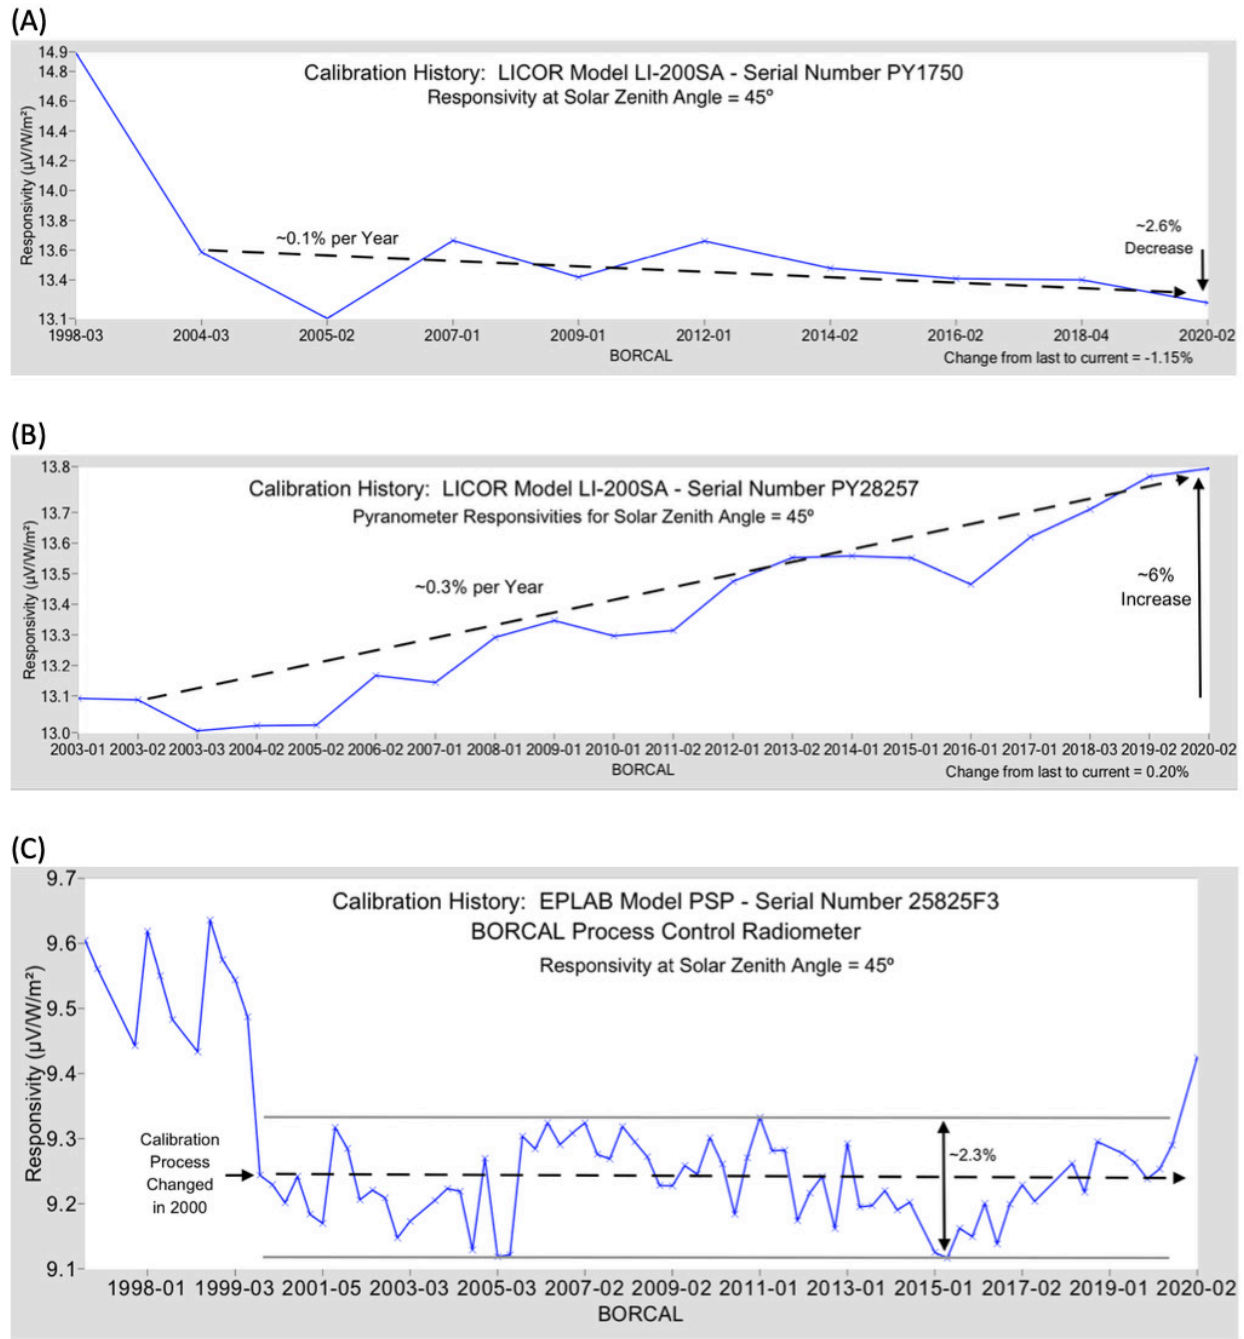 (A)
Calibration History: LICOR Model LI-200SA - Serial Number PY1750
Responsivity at Solar Zenith Angle = 45º
Responsivity (µV/W/m²)
14.9
14.8
14.6
14.4
14.2
14.0
13.8
13.6
13.4
13.1
~0.1% per Year
~2.6%
Decrease
1998-03 2004-03 2005-02 2007-01 2009-01 2012-01 2014-02 2016-02 2018-04 2020-02
BORCAL
Change from last to current = -1.15%
(B)
Calibration History: LICOR Model LI-200SA - Serial Number PY28257
Pyranometer Responsivities for Solar Zenith Angle = 45º
Responsivity (µV/W/m²)
13.8
13.7
13.6
13.5
13.4
13.3
13.2
13.1
13.0
~0.3% per Year
~6%
Increase
2003-01 2003-02 2003-03 2004-02 2005-02 2006-02 2007-01 2008-01 2009-01 2010-01 2011-02 2012-01 2013-02 2014-01 2015-01 2016-01 2017-01 2018-03 2019-02 2020-02
BORCAL
Change from last to current = 0.20%
(C)
Calibration History: EPLAB Model PSP - Serial Number 25825F3
BORCAL Process Control Radiometer
Responsivity at Solar Zenith Angle = 45º
Responsivity (µV/W/m²)
9.7
9.6
9.5
9.4
9.3
9.2
9.1
Calibration
Process
Changed
in 2000
~2.3%
1998-01 1999-03 2001-05 2003-03 2005-03 2007-02 2009-02 2011-01 2013-01 2015-01 2017-02 2019-01 2020-02
BORCAL